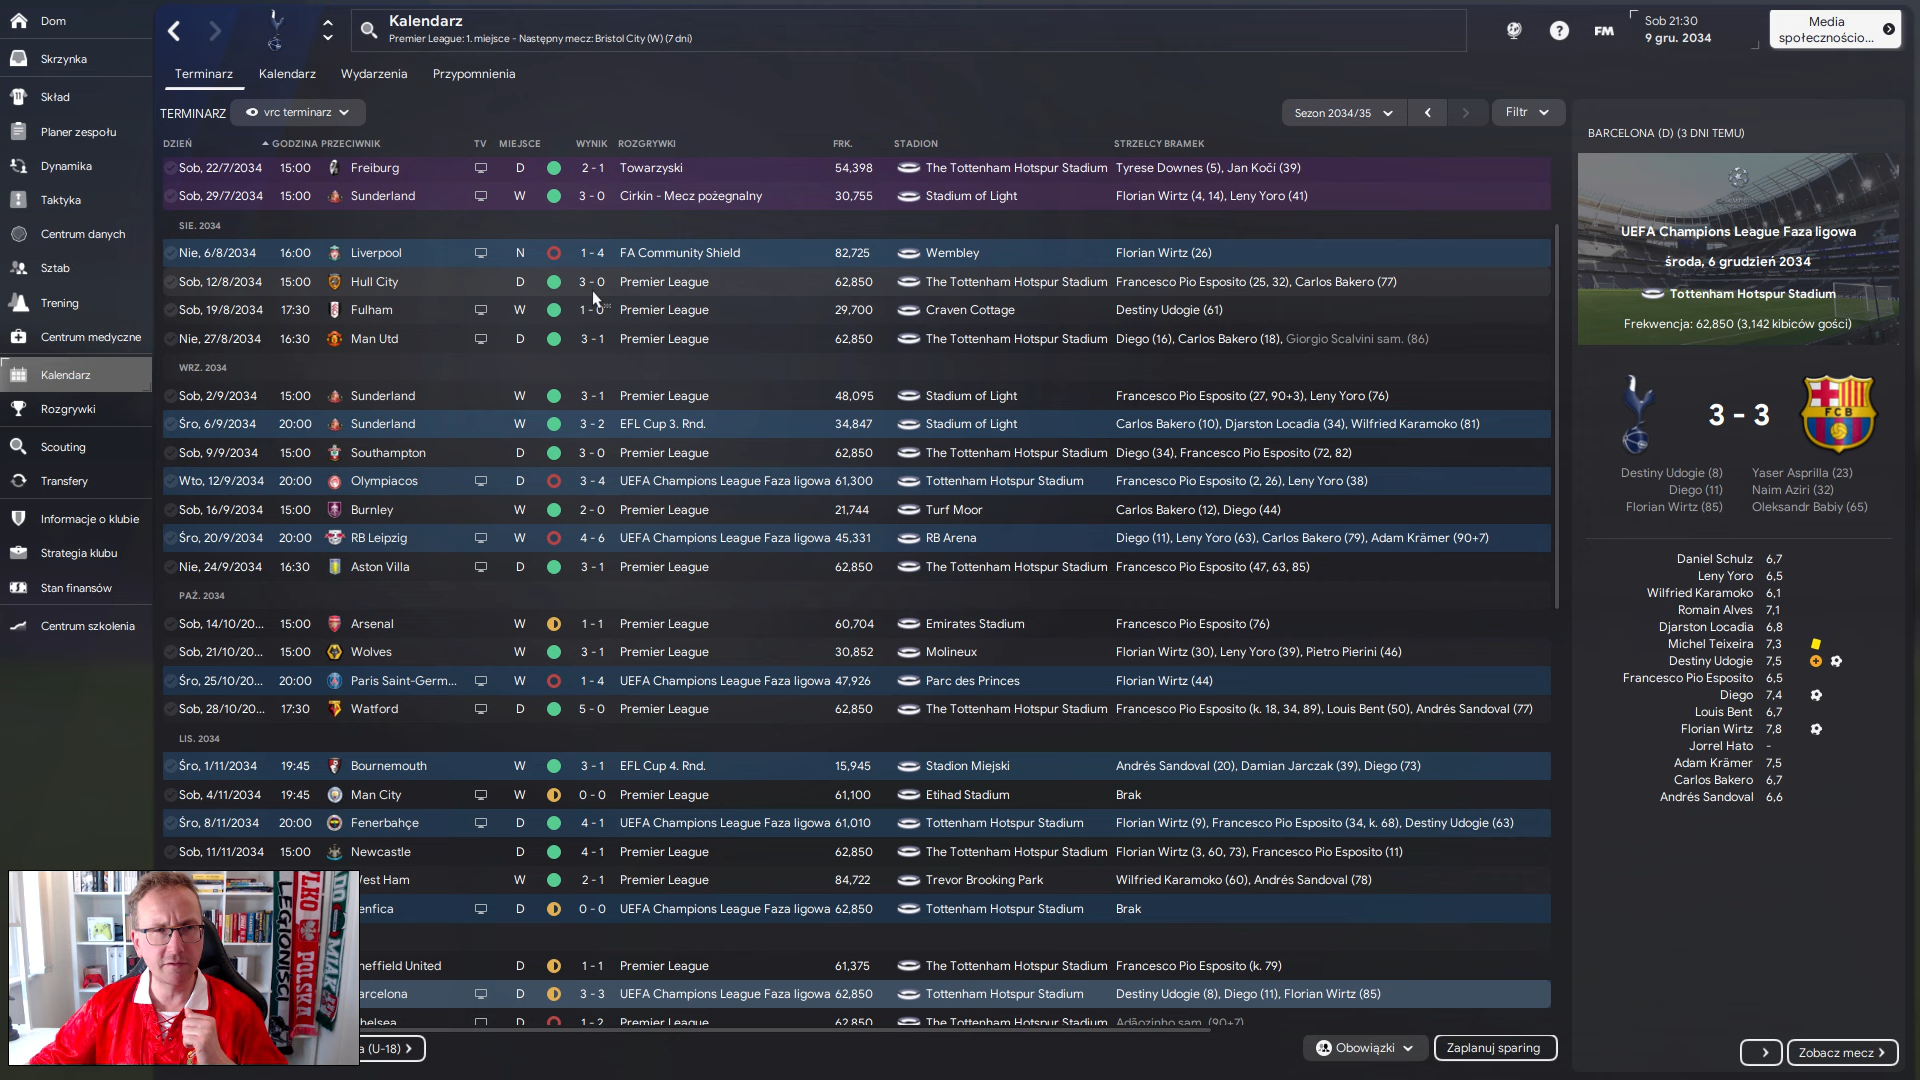 Dom
Skrzynka
Skład
Planer zespołu
Dynamika
Taktyka
Centrum danych
Sztab
Trening
Centrum medyczne
Kalendarz
Rozgrywki
Scouting
Transfery
Informacje o klubie
Strategia klubu
Stan finansów
Centrum szkolenia
Kalendarz
Premier League: 1. miejsce - Następny mecz: Bristol City (W) (7 dni)
FM
Sob 21:30
9 gru. 2034
Media
społecznościo...
Terminarz Kalendarz Wydarzenia Przypomnienia
TERMINARZ vrc terminarz Sezon 2034/35 Filtr
DZIEŃ GODZINA PRZECIWNIK TV MIEJSCE WYNIK ROZGRYWKI FRK. STADION STRZELCY BRAMEK
Sob, 22/7/2034 15:00 Freiburg D 2 - 1 Towarzyski 54,398 The Tottenham Hotspur Stadium Tyrese Downes (5), Jan Kočí (39)
Sob, 29/7/2034 15:00 Sunderland W 3 - 0 Cirkin - Mecz pożegnalny 30,755 Stadium of Light Florian Wirtz (4, 14), Leny Yoro (41)
SIE. 2034
Nie, 6/8/2034 16:00 Liverpool N 1 - 4 FA Community Shield 82,725 Wembley Florian Wirtz (26)
Sob, 12/8/2034 15:00 Hull City D 3 - 0 Premier League 62,850 The Tottenham Hotspur Stadium Francesco Pio Esposito (25, 32), Carlos Bakero (77)
Sob, 19/8/2034 17:30 Fulham W 1 - 0 Premier League 29,700 Craven Cottage Destiny Udogie (61)
Nie, 27/8/2034 16:30 Man Utd D 3 - 1 Premier League 62,850 The Tottenham Hotspur Stadium Diego (16), Carlos Bakero (18), Giorgio Scalvini sam. (86)
WRZ. 2034
Sob, 2/9/2034 15:00 Sunderland W 3 - 1 Premier League 48,095 Stadium of Light Francesco Pio Esposito (27, 90+3), Leny Yoro (76)
Śro, 6/9/2034 20:00 Sunderland W 3 - 2 EFL Cup 3. Rnd. 34,847 Stadium of Light Carlos Bakero (10), Djarston Locadia (34), Wilfried Karamoko (81)
Sob, 9/9/2034 15:00 Southampton D 3 - 0 Premier League 62,850 The Tottenham Hotspur Stadium Diego (34), Francesco Pio Esposito (72, 82)
Wto, 12/9/2034 20:00 Olympiacos D 3 - 4 UEFA Champions League Faza ligowa 61,300 Tottenham Hotspur Stadium Francesco Pio Esposito (2, 26), Leny Yoro (38)
Sob, 16/9/2034 15:00 Burnley W 2 - 0 Premier League 21,744 Turf Moor Carlos Bakero (12), Diego (44)
Śro, 20/9/2034 20:00 RB Leipzig W 4 - 6 UEFA Champions League Faza ligowa 45,331 RB Arena Diego (11), Leny Yoro (63), Carlos Bakero (79), Adam Krämer (90+7)
Nie, 24/9/2034 16:30 Aston Villa D 3 - 1 Premier League 62,850 The Tottenham Hotspur Stadium Francesco Pio Esposito (47, 63, 85)
PAŹ. 2034
Sob, 14/10/20... 15:00 Arsenal W 1 - 1 Premier League 60,704 Emirates Stadium Francesco Pio Esposito (76)
Sob, 21/10/20... 15:00 Wolves W 3 - 1 Premier League 30,852 Molineux Florian Wirtz (30), Leny Yoro (39), Pietro Pierini (46)
Śro, 25/10/20... 20:00 Paris Saint-Germ... W 1 - 4 UEFA Champions League Faza ligowa 47,926 Parc des Princes Florian Wirtz (44)
Sob, 28/10/20... 17:30 Watford D 5 - 0 Premier League 62,850 The Tottenham Hotspur Stadium Francesco Pio Esposito (k. 18, 34, 89), Louis Bent (50), Andrés Sandoval (77)
LIS. 2034
Śro, 1/11/2034 19:45 Bournemouth W 3 - 1 EFL Cup 4. Rnd. 15,945 Stadion Miejski Andrés Sandoval (20), Damian Jarczak (39), Diego (73)
Sob, 4/11/2034 19:45 Man City W 0 - 0 Premier League 61,100 Etihad Stadium Brak
Śro, 8/11/2034 20:00 Fenerbahçe D 4 - 1 UEFA Champions League Faza ligowa 61,010 Tottenham Hotspur Stadium Florian Wirtz (9), Francesco Pio Esposito (34, k. 68), Destiny Udogie (63)
Sob, 11/11/2034 15:00 Newcastle D 4 - 1 Premier League 62,850 The Tottenham Hotspur Stadium Florian Wirtz (3, 60, 73), Francesco Pio Esposito (11)
est Ham W 2 - 1 Premier League 84,722 Trevor Brooking Park Wilfried Karamoko (60), Andrés Sandoval (78)
enfica D 0 - 0 UEFA Champions League Faza ligowa 62,850 Tottenham Hotspur Stadium Brak
heffield United D 1 - 1 Premier League 61,375 The Tottenham Hotspur Stadium Francesco Pio Esposito (k. 79)
arcelona D 3 - 3 UEFA Champions League Faza ligowa 62,850 Tottenham Hotspur Stadium Destiny Udogie (8), Diego (11), Florian Wirtz (85)
helsea D 1 - 2 Premier League 62,850 The Tottenham Hotspur Stadium Adãozinho sam. (90+7)
a (U-18)
Obowiązki Zaplanuj sparing
BARCELONA (D) (3 DNI TEMU)
UEFA Champions League Faza ligowa
środa, 6 grudzień 2034
Tottenham Hotspur Stadium
Frekwencja: 62,850 (3,142 kibiców gości)
3 - 3
FCB
Destiny Udogie (8) Yaser Asprilla (23)
Diego (11) Naim Aziri (32)
Florian Wirtz (85) Oleksandr Babiy (65)
Daniel Schulz 6,7
Leny Yoro 6,5
Wilfried Karamoko 6,1
Romain Alves 7,1
Djarston Locadia 6,8
Michel Teixeira 7,3
Destiny Udogie 7,5
Francesco Pio Esposito 6,5
Diego 7,4
Louis Bent 6,7
Florian Wirtz 7,8
Jorrel Hato -
Adam Krämer 7,5
Carlos Bakero 6,7
Andrés Sandoval 6,6
Zobacz mecz
LEGIONIŚCI
POLSKA